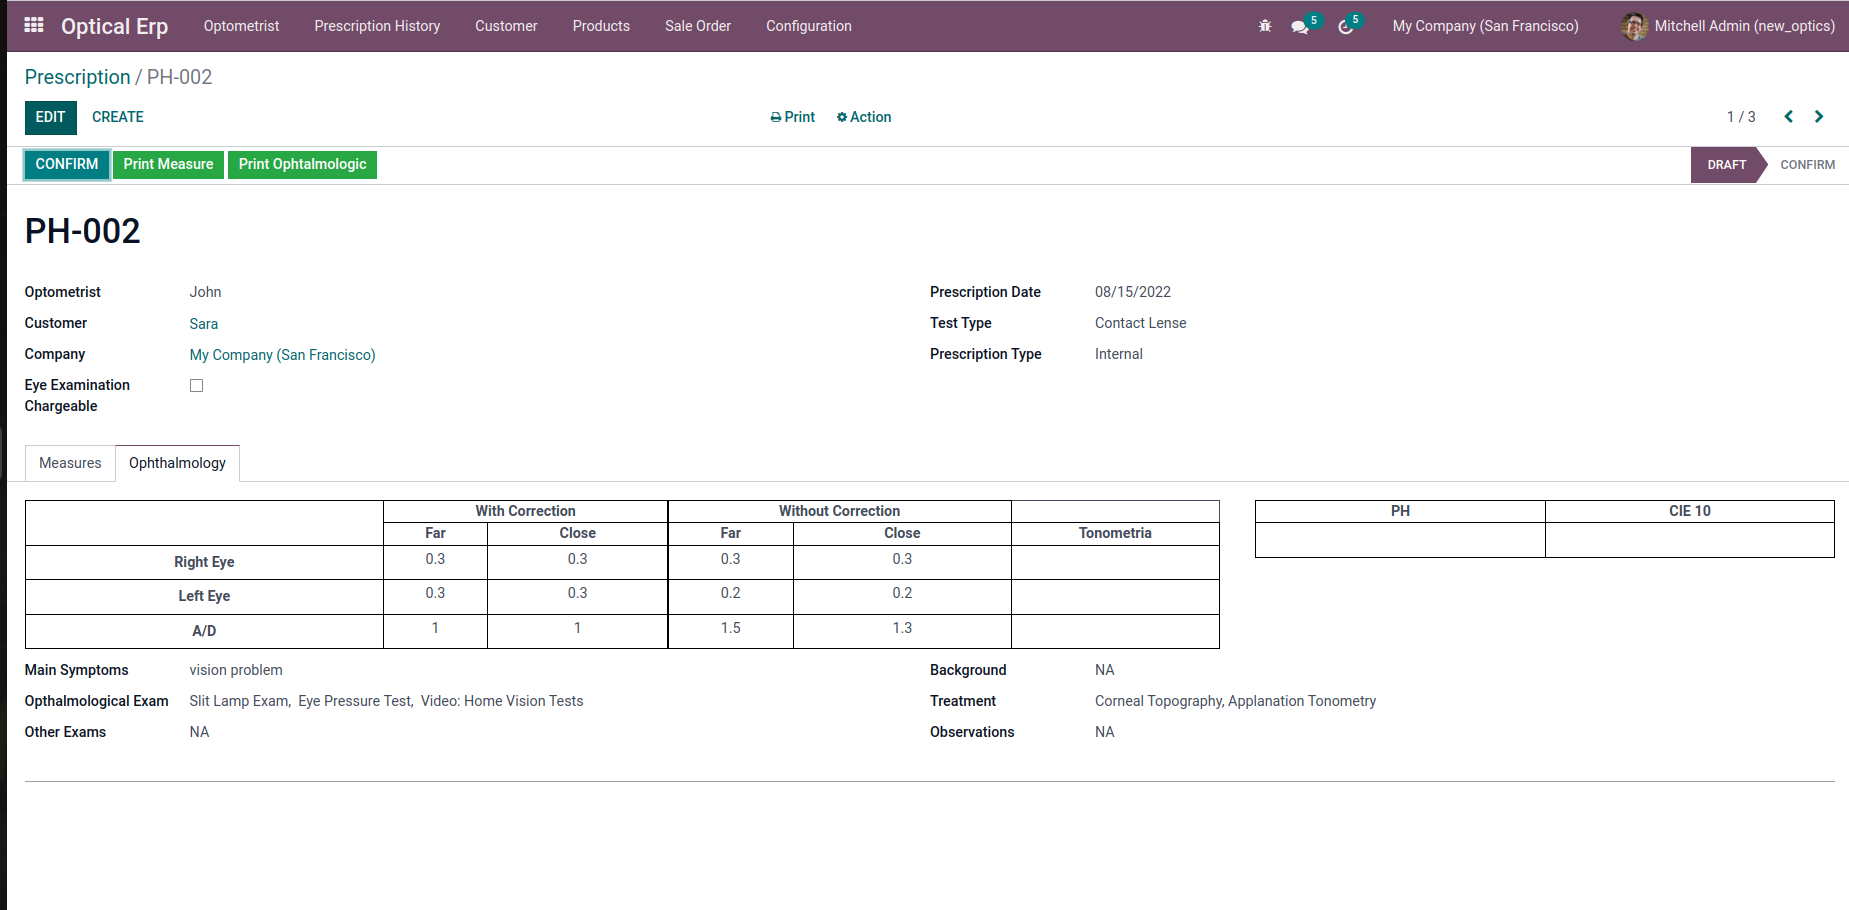 Optical Erp Optometrist Prescription History Customer Products Sale Order Configuration 5 5 My Company (San Francisco) Mitchell Admin (new_optics)
Prescription / PH-002
EDIT CREATE Print Action 1 / 3
CONFIRM Print Measure Print Ophtalmologic DRAFT CONFIRM
PH-002
Optometrist John Prescription Date 08/15/2022
Customer Sara Test Type Contact Lense
Company My Company (San Francisco) Prescription Type Internal
Eye Examination
Chargeable
Measures Ophthalmology
With Correction Without Correction PH CIE 10
Far Close Far Close Tonometria
Right Eye 0.3 0.3 0.3 0.3
Left Eye 0.3 0.3 0.2 0.2
A/D 1 1 1.5 1.3
Main Symptoms vision problem Background NA
Opthalmological Exam Slit Lamp Exam, Eye Pressure Test, Video: Home Vision Tests Treatment Corneal Topography, Applanation Tonometry
Other Exams NA Observations NA